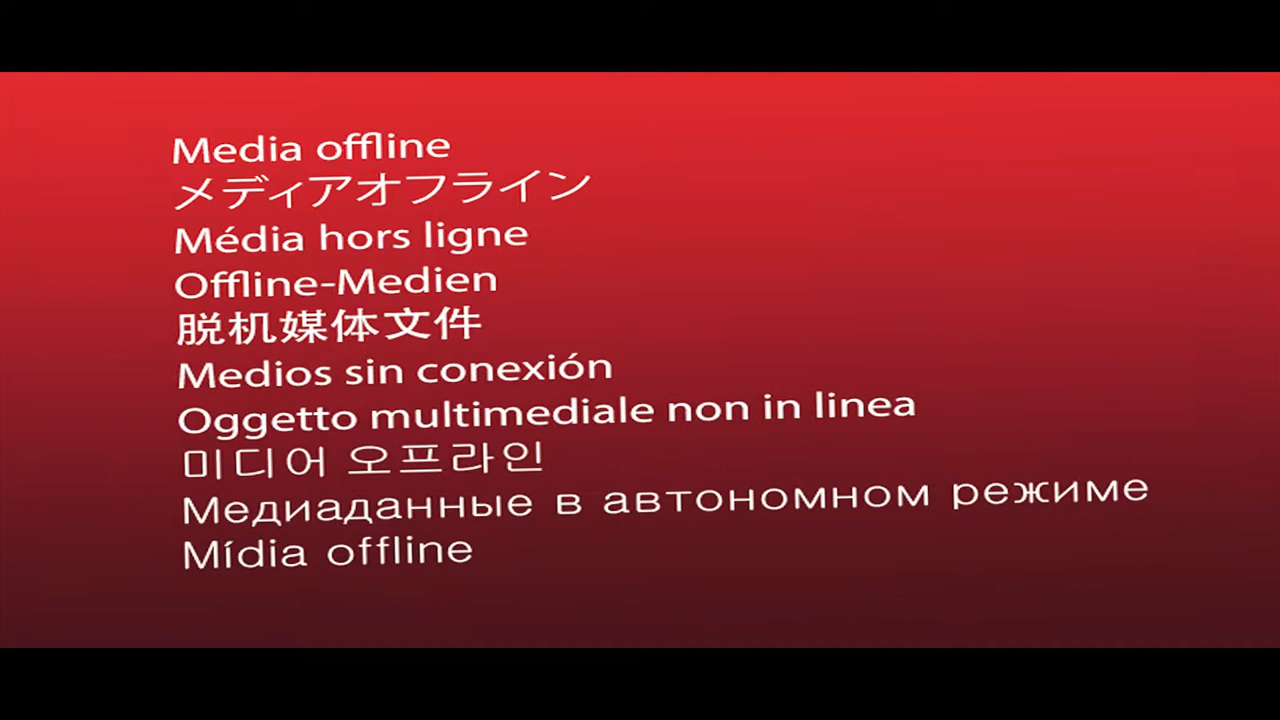 Media offline
メディアオフライン
Média hors ligne
Offline-Medien
脱机媒体文件
Medios sin conexión
Oggetto multimediale non in linea
미디어 오프라인
Медиаданные в автономном режиме
Mídia offline